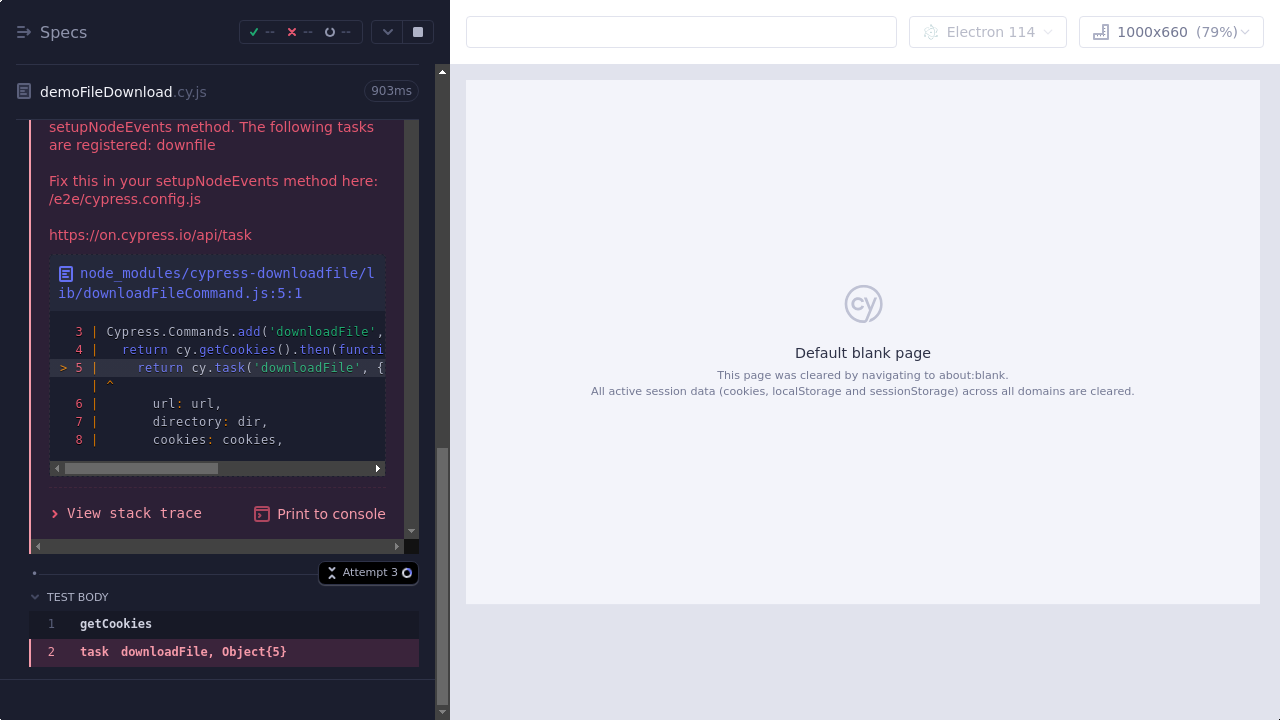 Specs
--
--
--
Electron 114
1000x660 (79%)
demoFileDownload.cy.js
903ms
setupNodeEvents method. The following tasks
are registered: downfile
Fix this in your setupNodeEvents method here:
/e2e/cypress.config.js
https://on.cypress.io/api/task
node_modules/cypress-downloadfile/l
ib/downloadFileCommand.js:5:1
3 | Cypress.Commands.add('downloadFile',
4 | return cy.getCookies().then(functi
> 5 | return cy.task('downloadFile', {
| ^
6 | url: url,
7 | directory: dir,
8 | cookies: cookies,
View stack trace
Print to console
Attempt 3
TEST BODY
1 getCookies
2 task downloadFile, Object{5}
cy
Default blank page
This page was cleared by navigating to about:blank.
All active session data (cookies, localStorage and sessionStorage) across all domains are cleared.